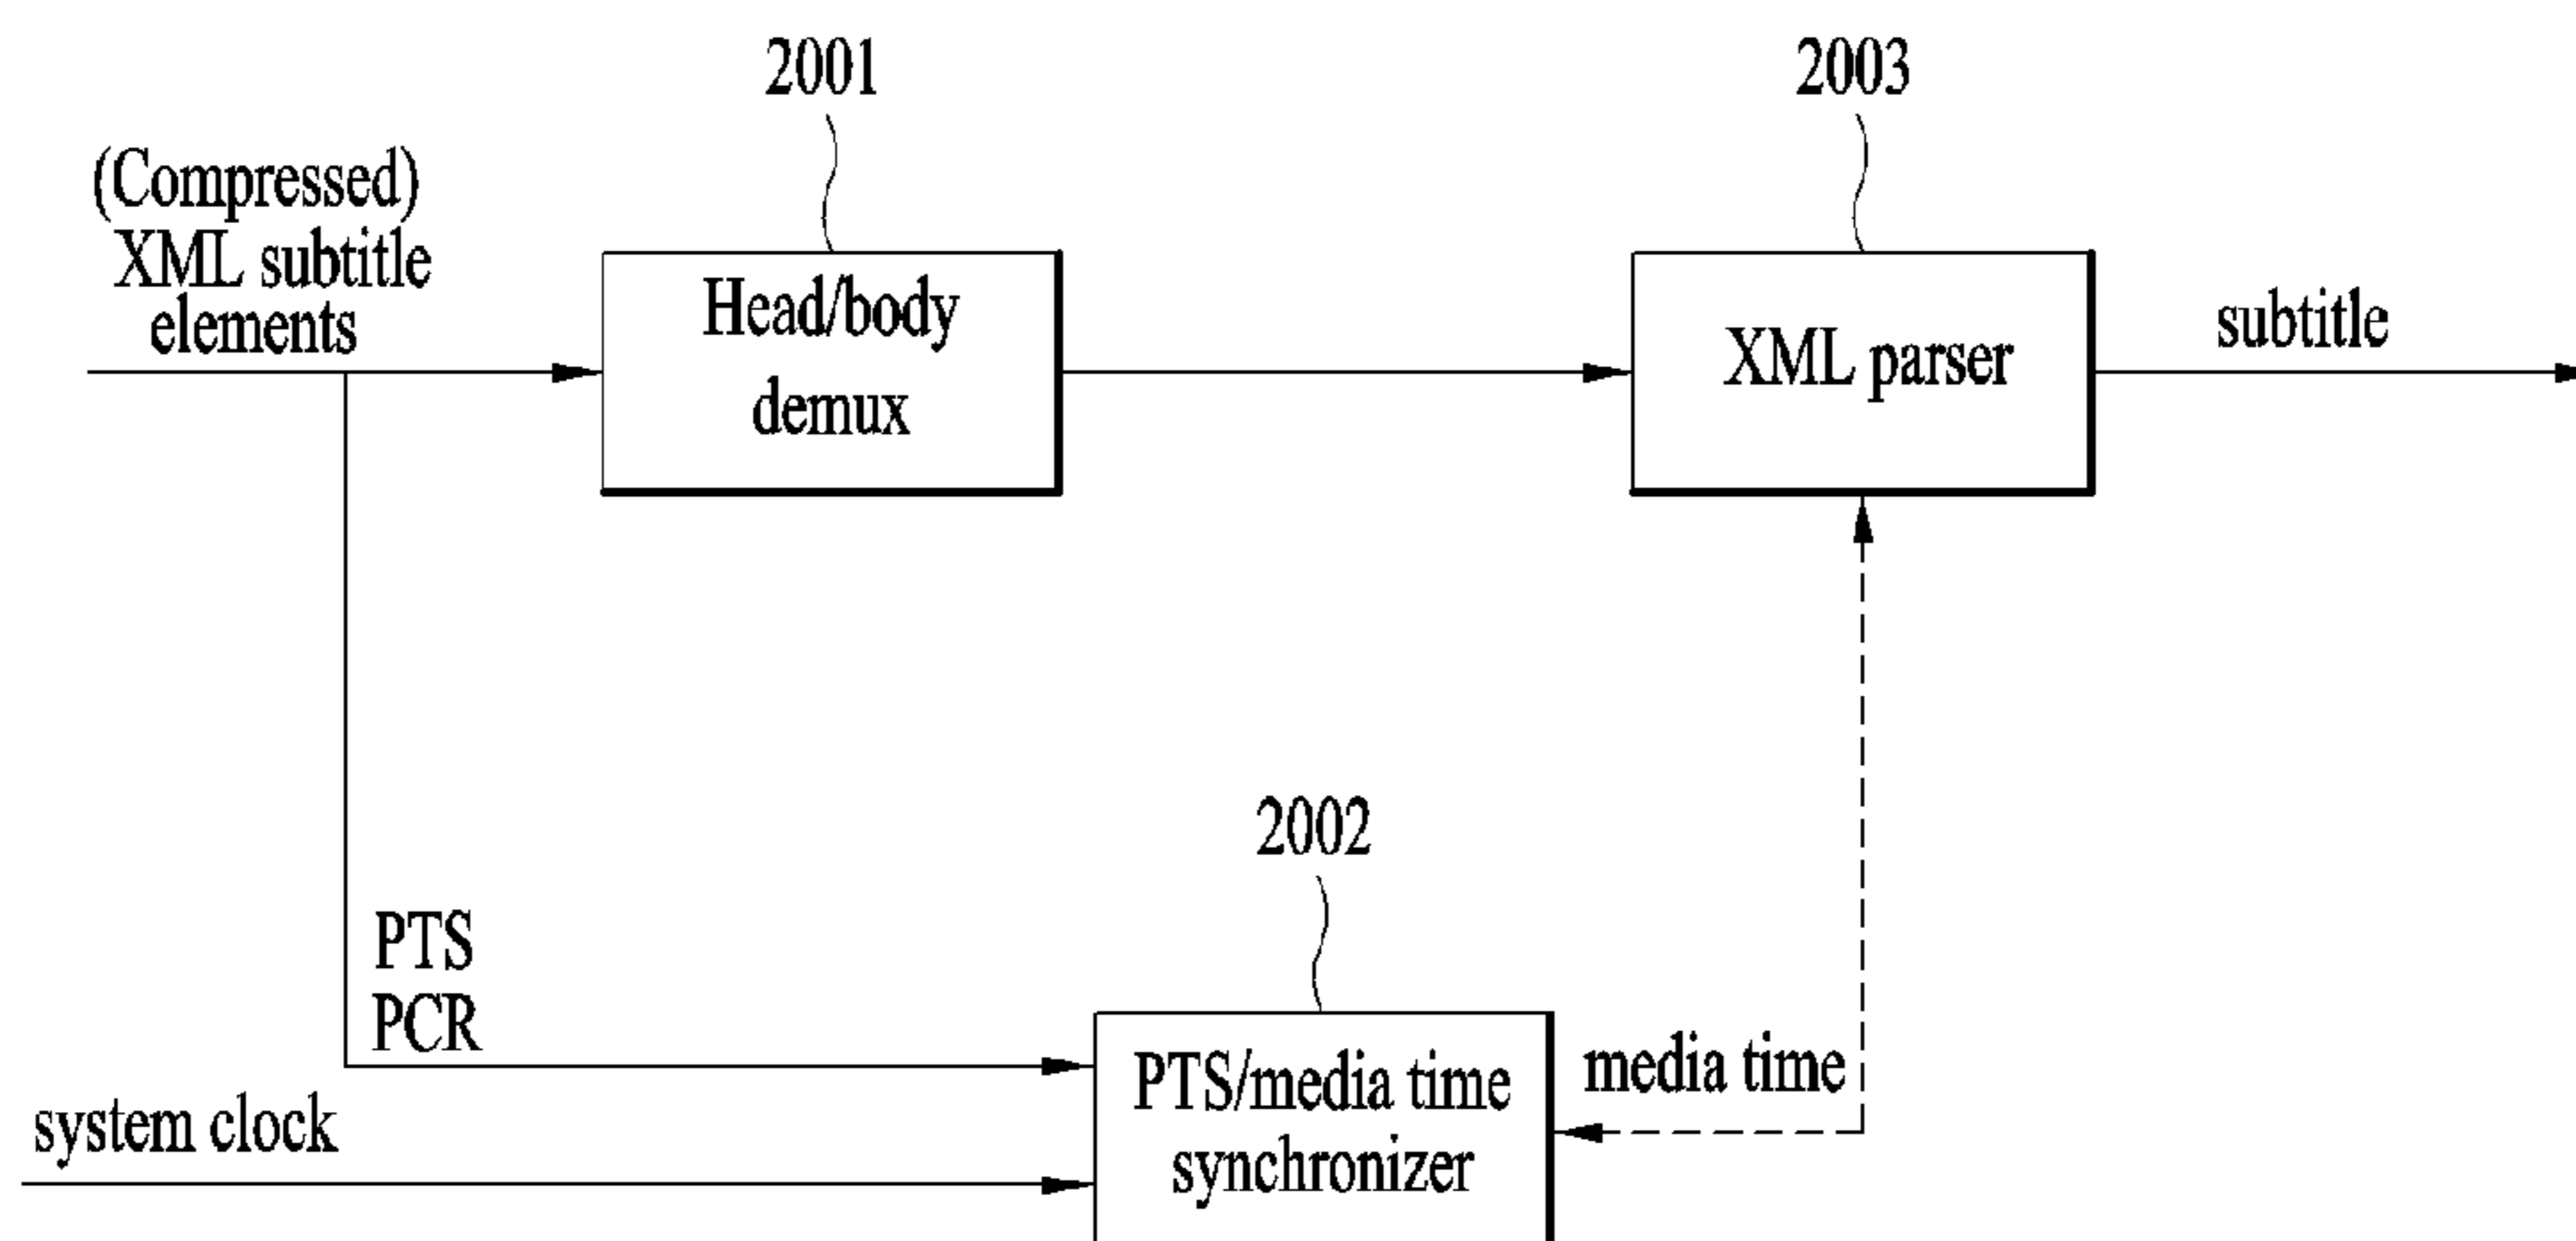 2001
2003
(Compressed)
XML subtitle
elements
Head/body
demux
XML parser
subtitle
2002
PTS
PCR
PTS/media time
synchronizer
media time
system clock